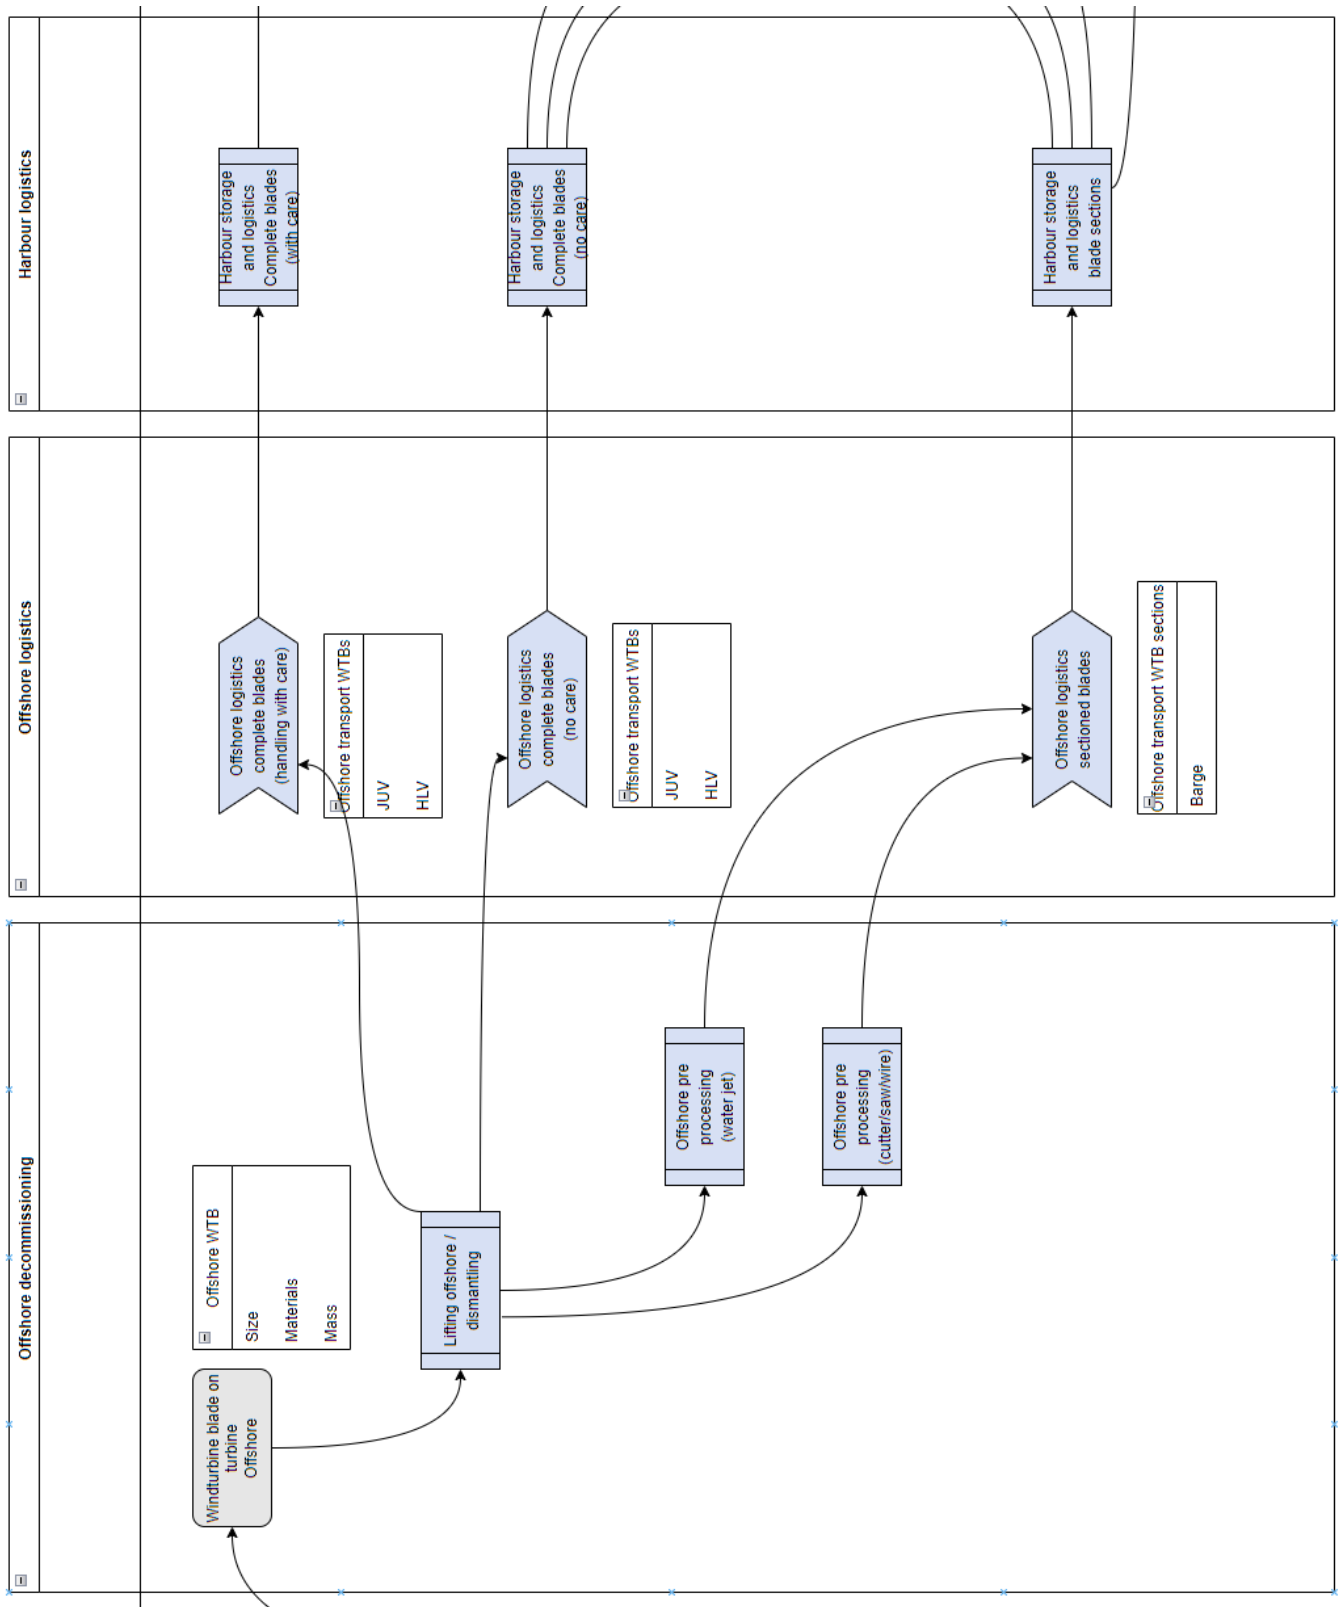 Offshore decommissioning
Windturbine blade on
turbine
Offshore
Offshore WTB
Size
Materials
Mass
Lifting offshore /
dismantling
Offshore pre
processing
(water jet)
Offshore pre
processing
(cutter/saw/wire)
Offshore logistics
Offshore logistics
complete blades
(handling with care)
Offshore transport WTBs
JUV
HLV
Offshore logistics
complete blades
(no care)
Offshore transport WTBs
JUV
HLV
Offshore logistics
sectioned blades
Offshore transport WTB sections
Barge
Harbour logistics
Harbour storage
and logistics
Complete blades
(with care)
Harbour storage
and logistics
Complete blades
(no care)
Harbour storage
and logistics
blade sections